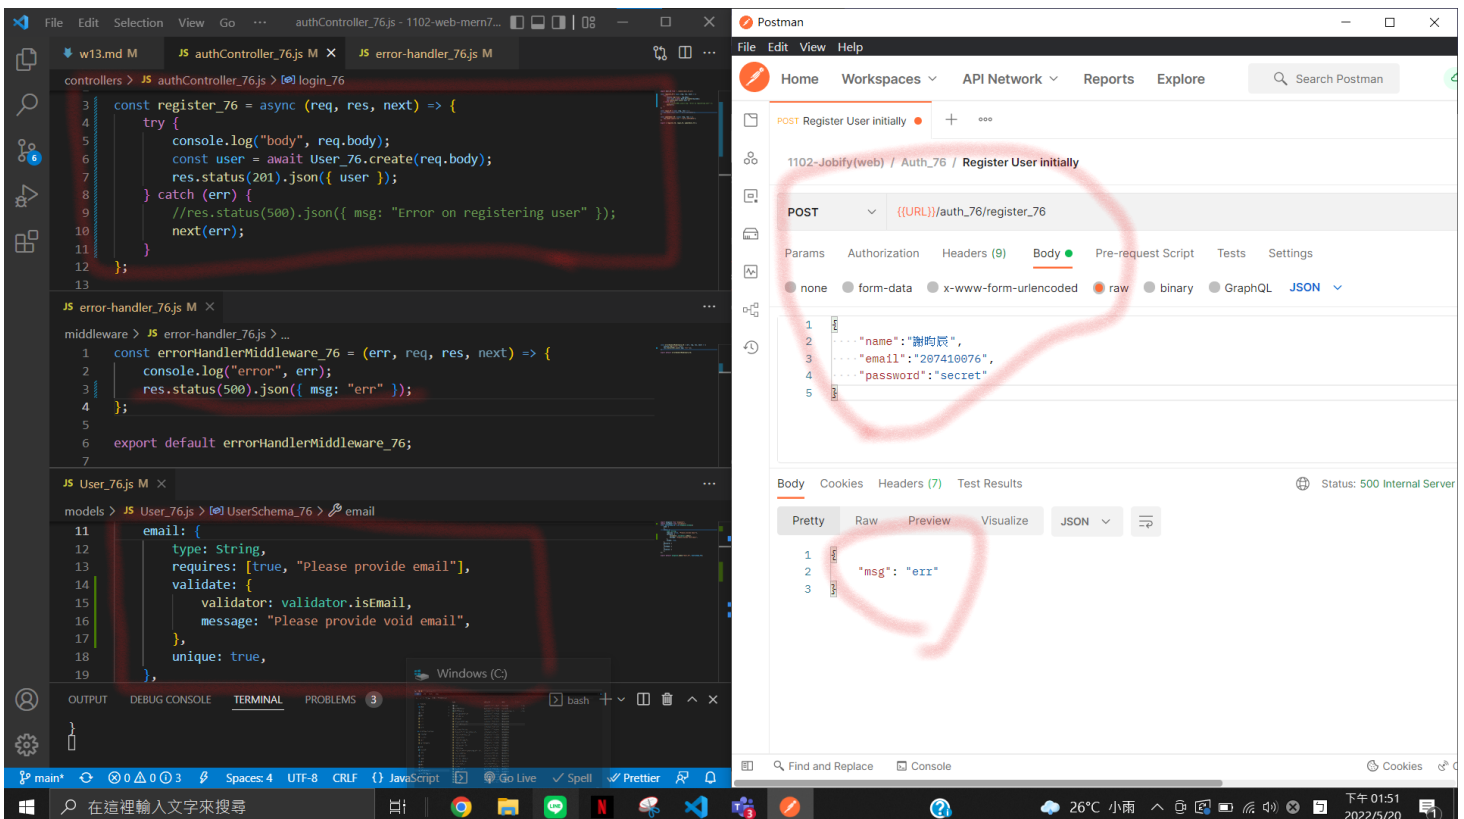 File Edit Selection View Go ··· authController_76.js - 1102-web-mern7...
w13.md M JS authController_76.js M JS error-handler_76.js M
controllers > JS authController_76.js > login_76
3 const register_76 = async (req, res, next) => {
4 try {
5 console.log("body", req.body);
6 const user = await User_76.create(req.body);
7 res.status(201).json({ user });
8 } catch (err) {
9 //res.status(500).json({ msg: "Error on registering user" });
10 next(err);
11 }
12 };
13
JS error-handler_76.js M
middleware > JS error-handler_76.js > ...
1 const errorHandlerMiddleware_76 = (err, req, res, next) => {
2 console.log("error", err);
3 res.status(500).json({ msg: "err" });
4 };
5
6 export default errorHandlerMiddleware_76;
7
JS User_76.js M
models > JS User_76.js > UserSchema_76 > email
11 email: {
12 type: String,
13 requires: [true, "Please provide email"],
14 validate: {
15 validator: validator.isEmail,
16 message: "Please provide void email",
17 },
18 unique: true,
19 },
Windows (C:)
OUTPUT DEBUG CONSOLE TERMINAL PROBLEMS 3 bash
}
6
main* 0 0 3 Spaces: 4 UTF-8 CRLF {} JavaScript Go Live Spell Prettier
Postman
File Edit View Help
Home Workspaces API Network Reports Explore Search Postman
POST Register User initially
1102-Jobify(web) / Auth_76 / Register User initially
POST {{URL}}/auth_76/register_76
Params Authorization Headers (9) Body Pre-request Script Tests Settings
none form-data x-www-form-urlencoded raw binary GraphQL JSON
1 {
2 "name":"謝昀辰",
3 "email":"207410076",
4 "password":"secret"
5 }
Body Cookies Headers (7) Test Results Status: 500 Internal Server
Pretty Raw Preview Visualize JSON
1 {
2 "msg": "err"
3 }
Find and Replace Console Cookies
在這裡輸入文字來搜尋 3 26°C 小雨 ㄅ 下午 01:51
2022/5/20 1